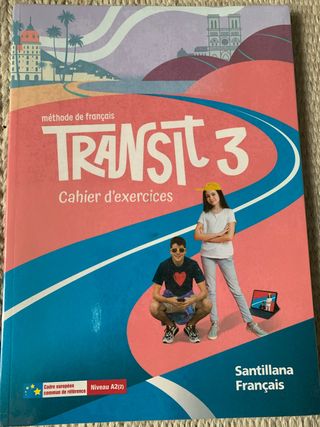 méthode de français
TRANSIT 3
Cahier d'exercices
Cadre européen
commun de référence
Niveau A2(2)
Santillana
Français